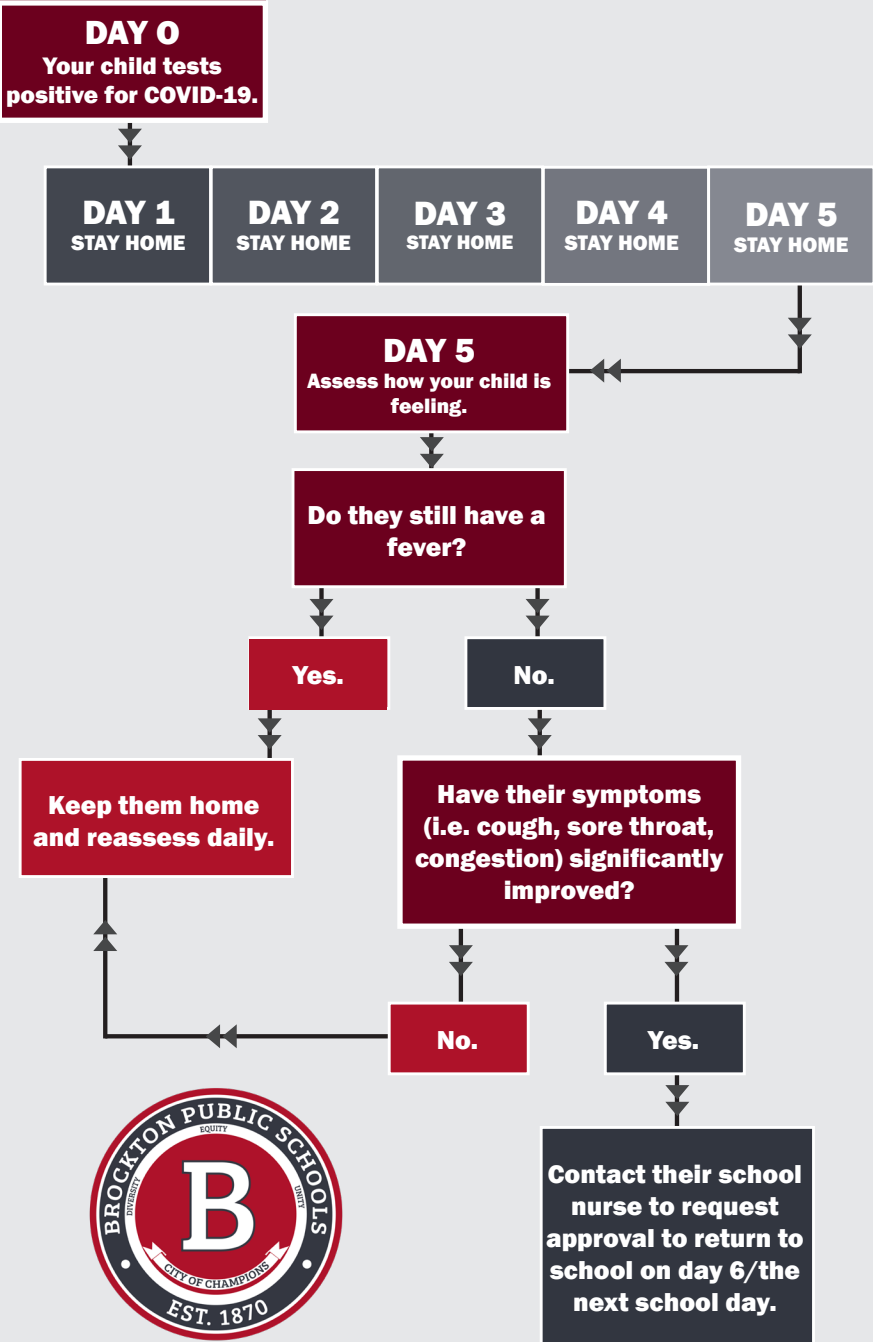 DAY 0
Your child tests
positive for COVID-19.
DAY 1
STAY HOME
DAY 2
STAY HOME
DAY 3
STAY HOME
DAY 4
STAY HOME
DAY 5
STAY HOME
DAY 5
Assess how your child is
feeling.
Do they still have a
fever?
Yes.
No.
Keep them home
and reassess daily.
Have their symptoms
(i.e. cough, sore throat,
congestion) significantly
improved?
No.
Yes.
Contact their school
nurse to request
approval to return to
school on day 6/the
next school day.
BROCKTON PUBLIC SCHOOLS
EQUITY
DIVERSITY
UNITY
B
CITY OF CHAMPIONS
EST. 1870